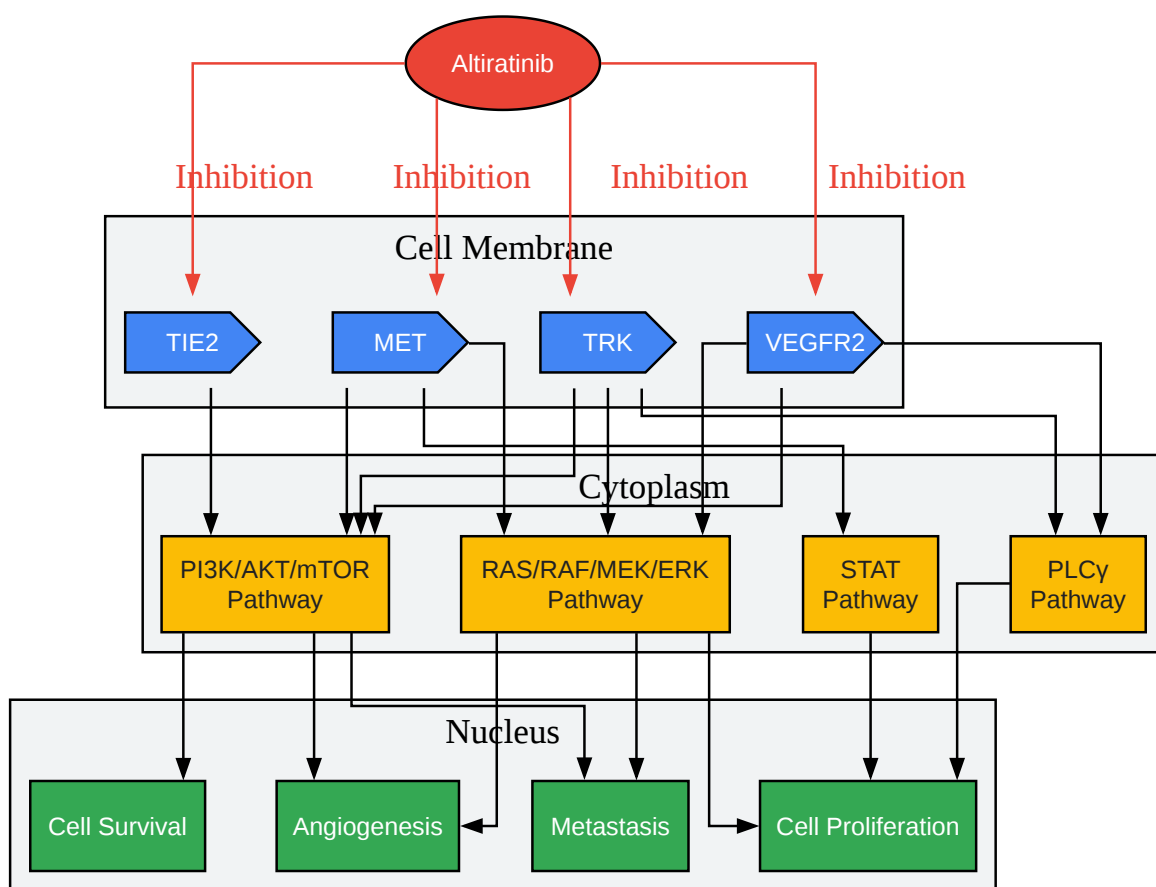 Altiratinib
Inhibition Inhibition Inhibition Inhibition
Cell Membrane
TIE2 MET TRK VEGFR2
Cytoplasm
PI3K/AKT/mTOR
Pathway
RAS/RAF/MEK/ERK
Pathway
STAT
Pathway
PLCγ
Pathway
Nucleus
Cell Survival Angiogenesis Metastasis Cell Proliferation